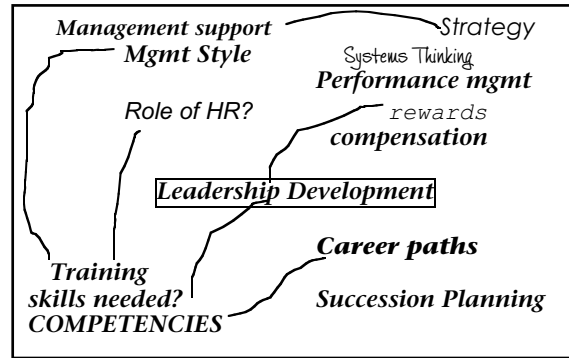 Management support
Strategy
Mgmt Style
Systems Thinking
Performance mgmt
Role of HR?
rewards
compensation
Leadership Development
Career paths
Training
skills needed?
Succession Planning
COMPETENCIES